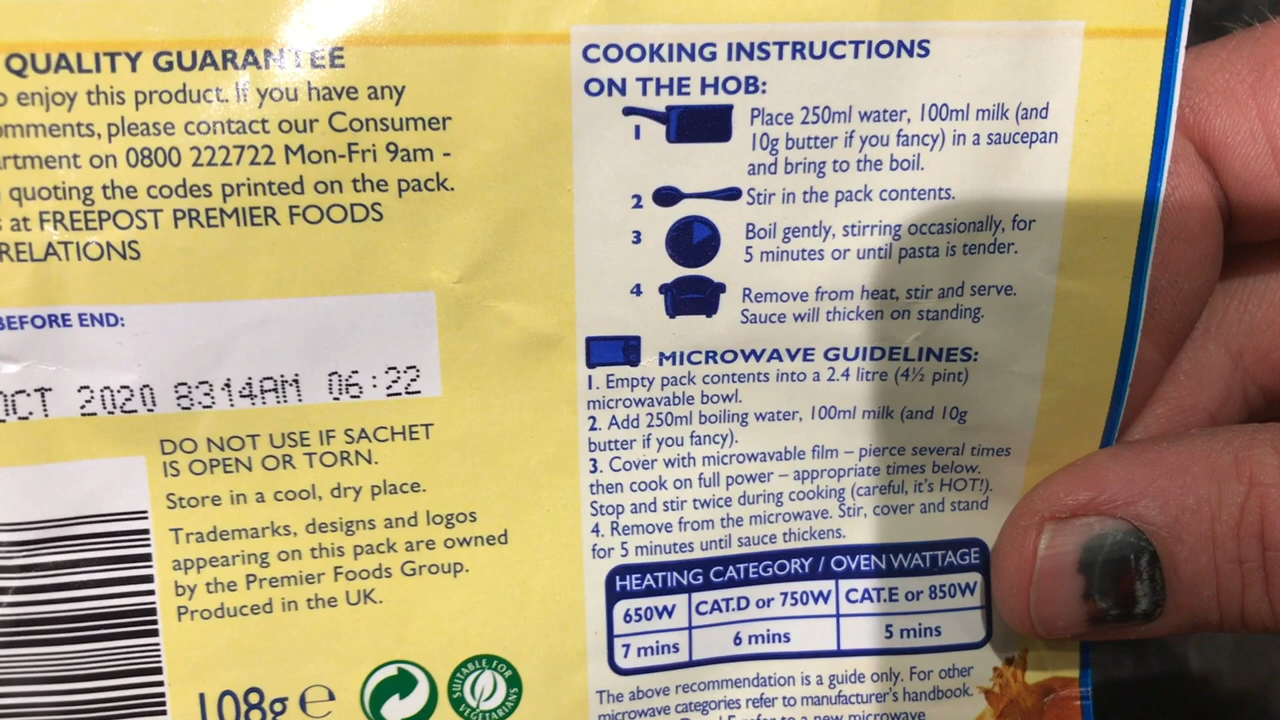 QUALITY GUARANTEE
enjoy this product. If you have any
please contact our Consumer
on 0800 222722 Mon-Fri 9am -
quoting the codes printed on the pack.
at FREEPOST PREMIER FOODS
RELATIONS
BEFORE END:
OCT 2020 8314AM 06:22
DO NOT USE IF SACHET
IS OPEN OR TORN.
Store in a cool, dry place.
Trademarks, designs and logos
appearing on this pack are owned
by the Premier Foods Group.
Produced in the UK.
108g e
SUITABLE FOR VEGETARIANS
COOKING INSTRUCTIONS
ON THE HOB:
1 Place 250ml water, 100ml milk (and
10g butter if you fancy) in a saucepan
and bring to the boil.
2 Stir in the pack contents.
3 Boil gently, stirring occasionally, for
5 minutes or until pasta is tender.
4 Remove from heat, stir and serve.
Sauce will thicken on standing.
MICROWAVE GUIDELINES:
1. Empty pack contents into a 2.4 litre (4½ pint)
microwavable bowl.
2. Add 250ml boiling water, 100ml milk (and 10g
butter if you fancy).
3. Cover with microwavable film – pierce several times
then cook on full power – appropriate times below.
Stop and stir twice during cooking (careful, it's HOT!).
4. Remove from the microwave. Stir, cover and stand
for 5 minutes until sauce thickens.
HEATING CATEGORY / OVEN WATTAGE
650W CAT.D or 750W CAT.E or 850W
7 mins 6 mins 5 mins
The above recommendation is a guide only. For other
microwave categories refer to manufacturer's handbook.
refer to a new microwave